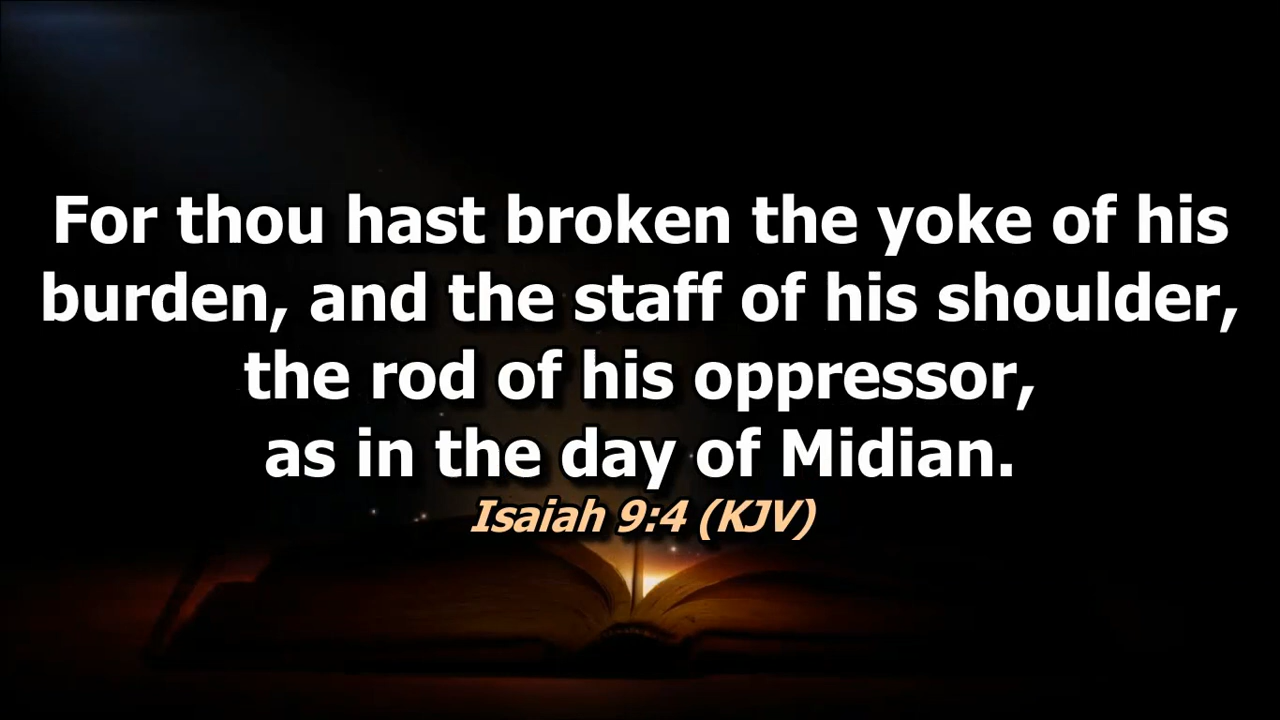 For thou hast broken the yoke of his
burden, and the staff of his shoulder,
the rod of his oppressor,
as in the day of Midian.
Isaiah 9:4 (KJV)